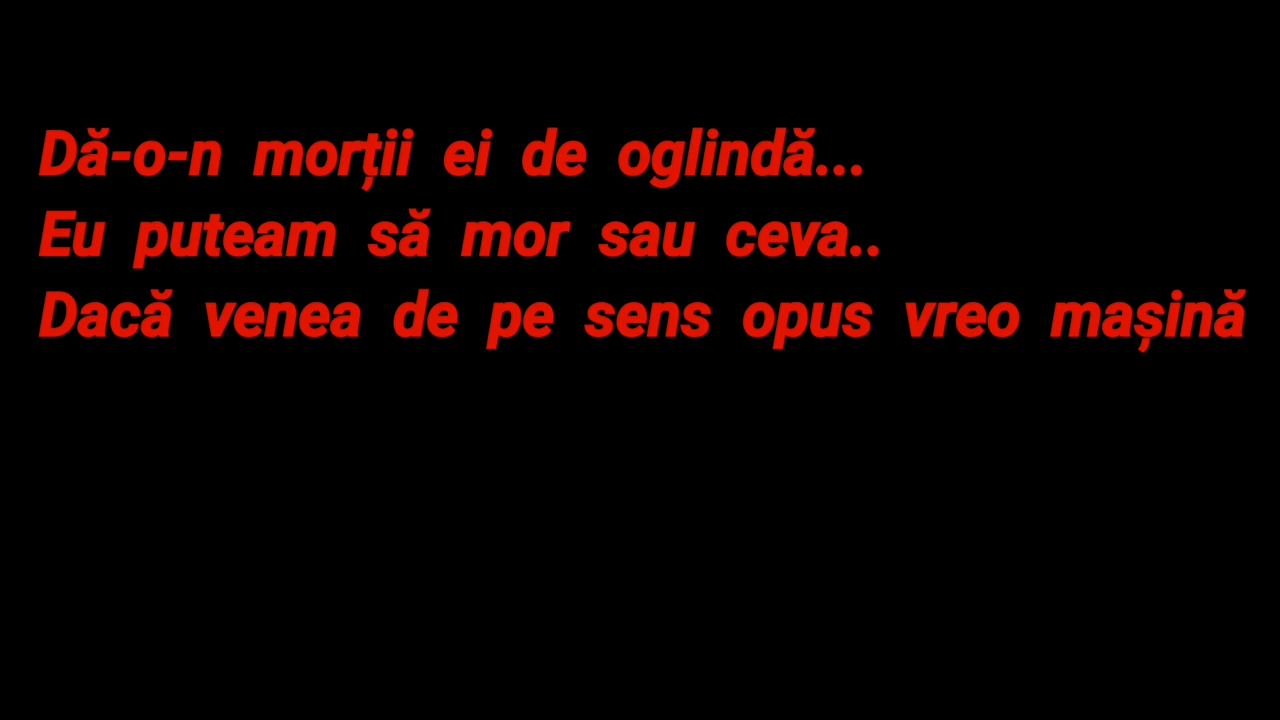 Dă-o-n morții ei de oglindă...
Eu puteam să mor sau ceva..
Dacă venea de pe sens opus vreo mașină